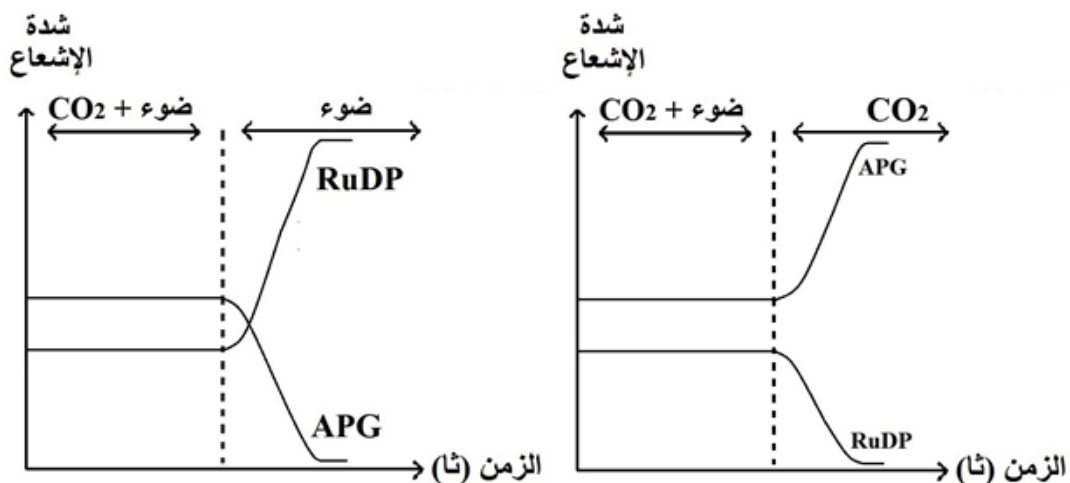 شدة
الإشعاع
ضوء + CO2
ضوء
RuDP
APG
الزمن (ثا)
شدة
الإشعاع
ضوء + CO2
CO2
APG
RuDP
الزمن (ثا)